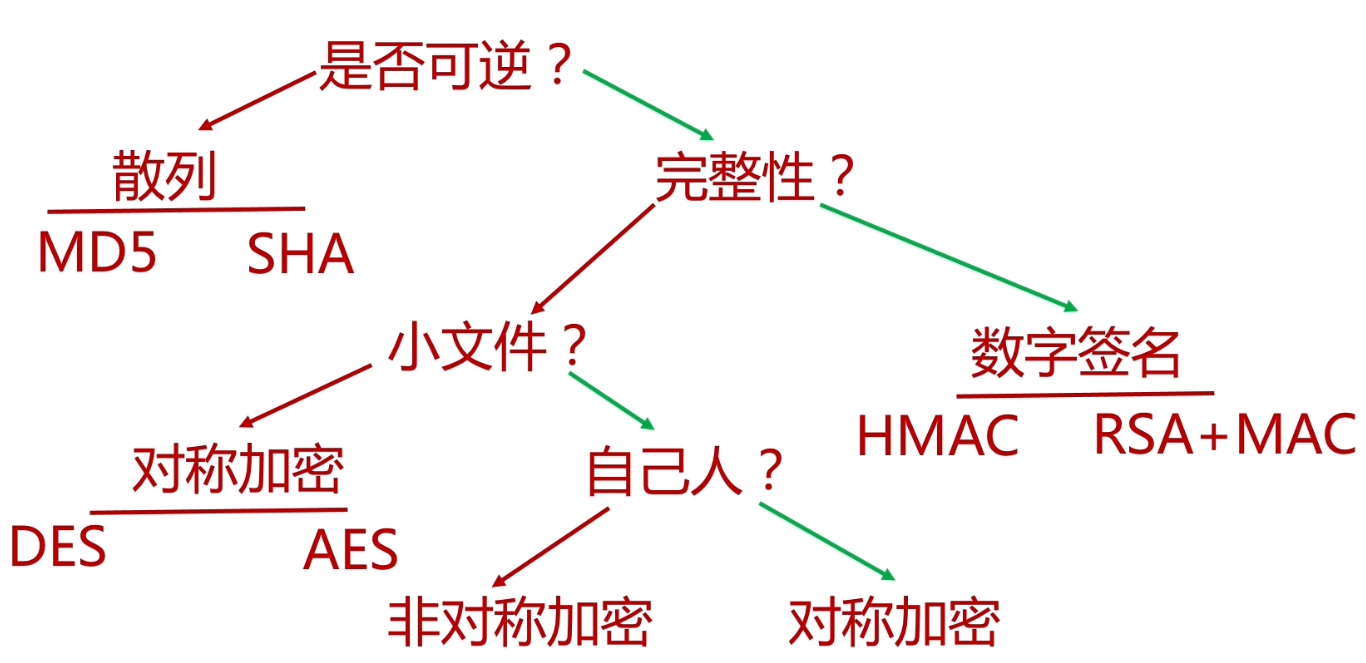 是否可逆？
散列
完整性？
MD5 SHA
小文件？
数字签名
HMAC RSA+MAC
对称加密
自己人？
DES AES
非对称加密
对称加密